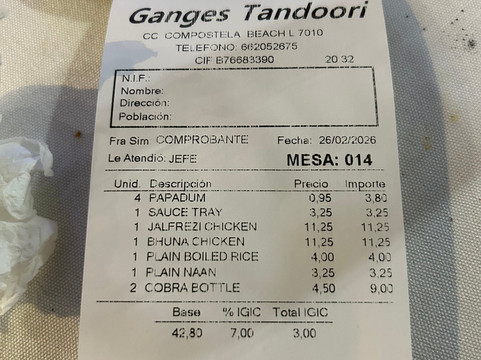 Ganges Tandoori
CC COMPOSTELA BEACH L 7010
TELEFONO: 662052675
CIF B76683390 20 32
N.I.F.:
Nombre:
Dirección:
Población:
Fra Sim COMPROBANTE Fecha: 26/02/2026
Le Atendió: JEFE MESA: 014
Unid. Descripción Precio Importe
4 PAPADUM 0,95 3,80
1 SAUCE TRAY 3,25 3,25
1 JALFREZI CHICKEN 11,25 11,25
1 BHUNA CHICKEN 11,25 11,25
1 PLAIN BOILED RICE 4,00 4,00
1 PLAIN NAAN 3,25 3,25
2 COBRA BOTTLE 4,50 9,00
Base % IGIC Total IGIC
42,80 7,00 3,00